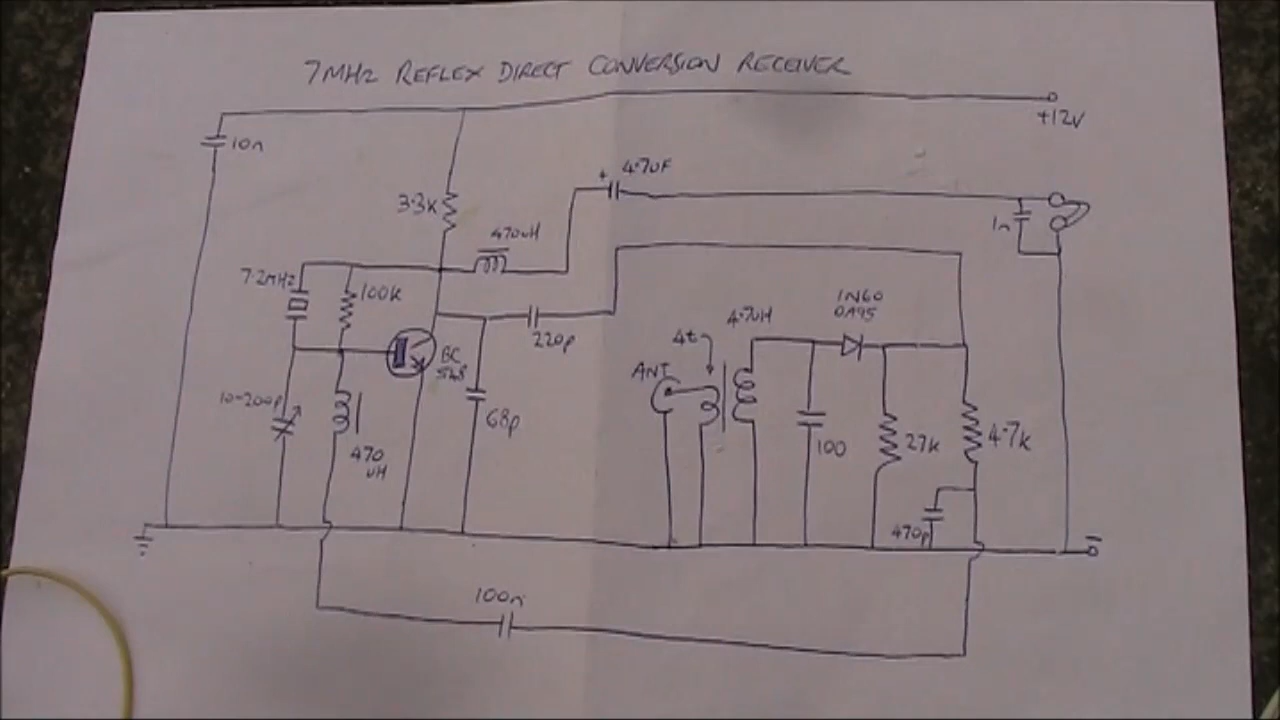 7MHz REFLEX DIRECT CONVERSION RECEIVER
+12V
10n
4.7uF
+
3.3K
1n
470uH
7.2MHz
100k
1N60
0A95
4.7uH
220p
4t
BC
548
ANT
10-200p
68p
470
uH
100
27k
4.7k
470p
-
100n